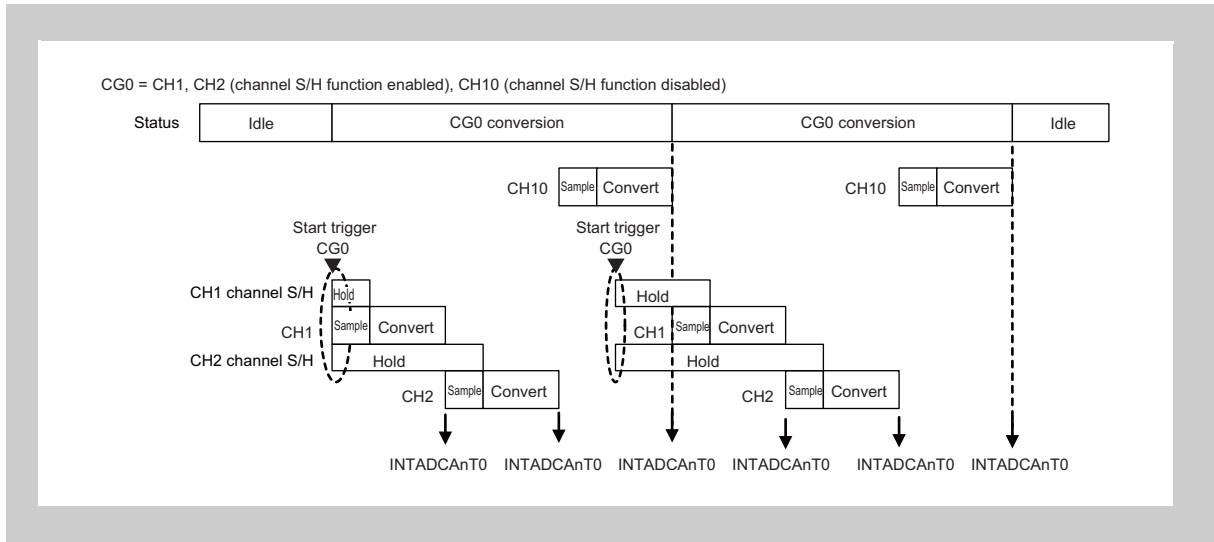 CG0 = CH1, CH2 (channel S/H function enabled), CH10 (channel S/H function disabled)
Status Idle CG0 conversion CG0 conversion Idle
CH10 Sample Convert CH10 Sample Convert
Start trigger Start trigger
CG0 CG0
CH1 channel S/H Hold Hold
CH1 Sample Convert CH1 Sample Convert
CH2 channel S/H Hold Hold
CH2 Sample Convert CH2 Sample Convert
INTADCAnT0 INTADCAnT0 INTADCAnT0 INTADCAnT0 INTADCAnT0 INTADCAnT0